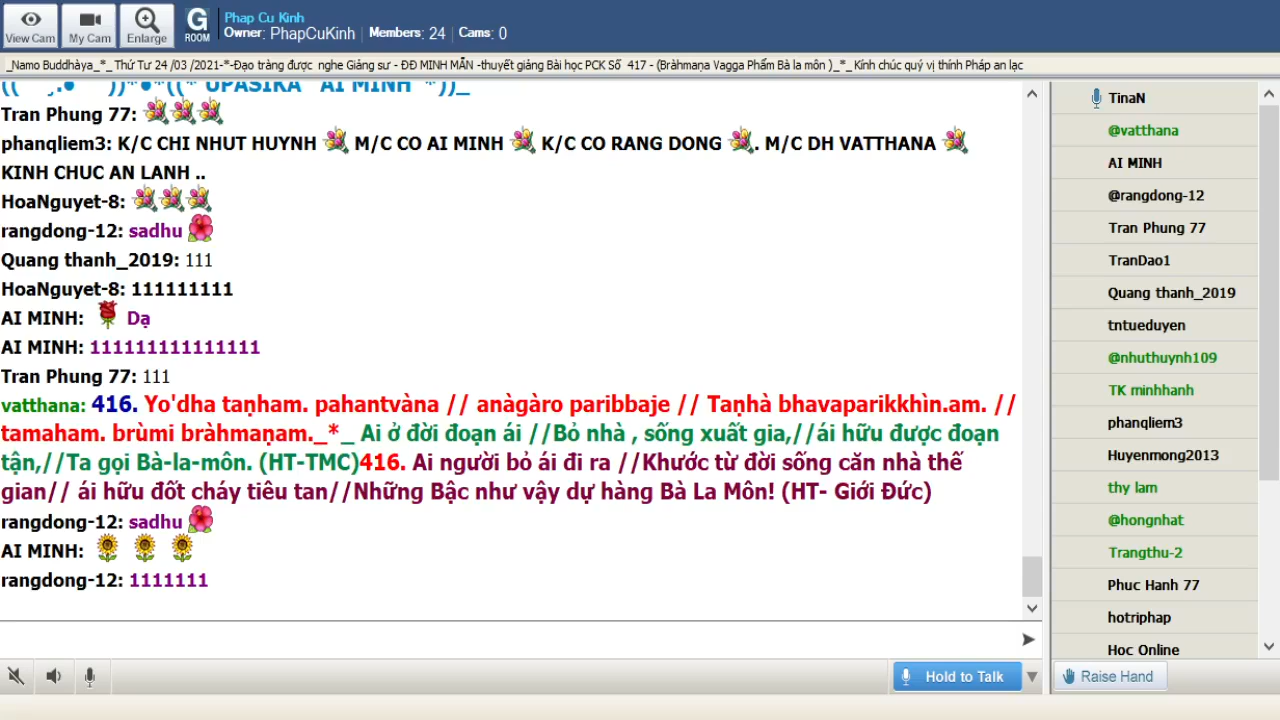 View Cam
My Cam
Enlarge
G
ROOM
Phap Cu Kinh
Owner: PhapCuKinh | Members: 24 | Cams: 0
_Namo Buddhàya_*_ Thứ Tư 24 /03 /2021-*-Đạo tràng được nghe Giảng sư - ĐĐ MINH MẪN -thuyết giảng Bài học PCK Số 417 - (Bràhmaṇa Vagga Phẩm Bà la môn )_*_Kính chúc quý vị thính Pháp an lạc
))*●*((*ˆUPASIKAˆ AI MINHˆ*))_
Tran Phung 77:
phanqliem3: K/C CHI NHUT HUYNH M/C CO AI MINH K/C CO RANG DONG . M/C DH VATTHANA
KINH CHUC AN LANH ..
HoaNguyet-8:
rangdong-12: sadhu
Quang thanh_2019: 111
HoaNguyet-8: 111111111
AI MINH: Dạ
AI MINH: 111111111111111
Tran Phung 77: 111
vatthana: 416. Yo'dha taṇham. pahantvàna // anàgàro paribbaje // Taṇhà bhavaparikkhìn.am. //
tamaham. brùmi bràhmaṇam._*_ Ai ở đời đoạn ái //Bỏ nhà , sống xuất gia,//ái hữu được đoạn
tận,//Ta gọi Bà-la-môn. (HT-TMC)416. Ai người bỏ ái đi ra //Khước từ đời sống căn nhà thế
gian// ái hữu đốt cháy tiêu tan//Những Bậc như vậy dự hàng Bà La Môn! (HT- Giới Đức)
rangdong-12: sadhu
AI MINH:
rangdong-12: 1111111
Hold to Talk
TinaN
@vatthana
AI MINH
@rangdong-12
Tran Phung 77
TranDao1
Quang thanh_2019
tntueduyen
@nhuthuynh109
TK minhhanh
phanqliem3
Huyenmong2013
thy lam
@hongnhat
Trangthu-2
Phuc Hanh 77
hotriphap
Hoc Online
Raise Hand